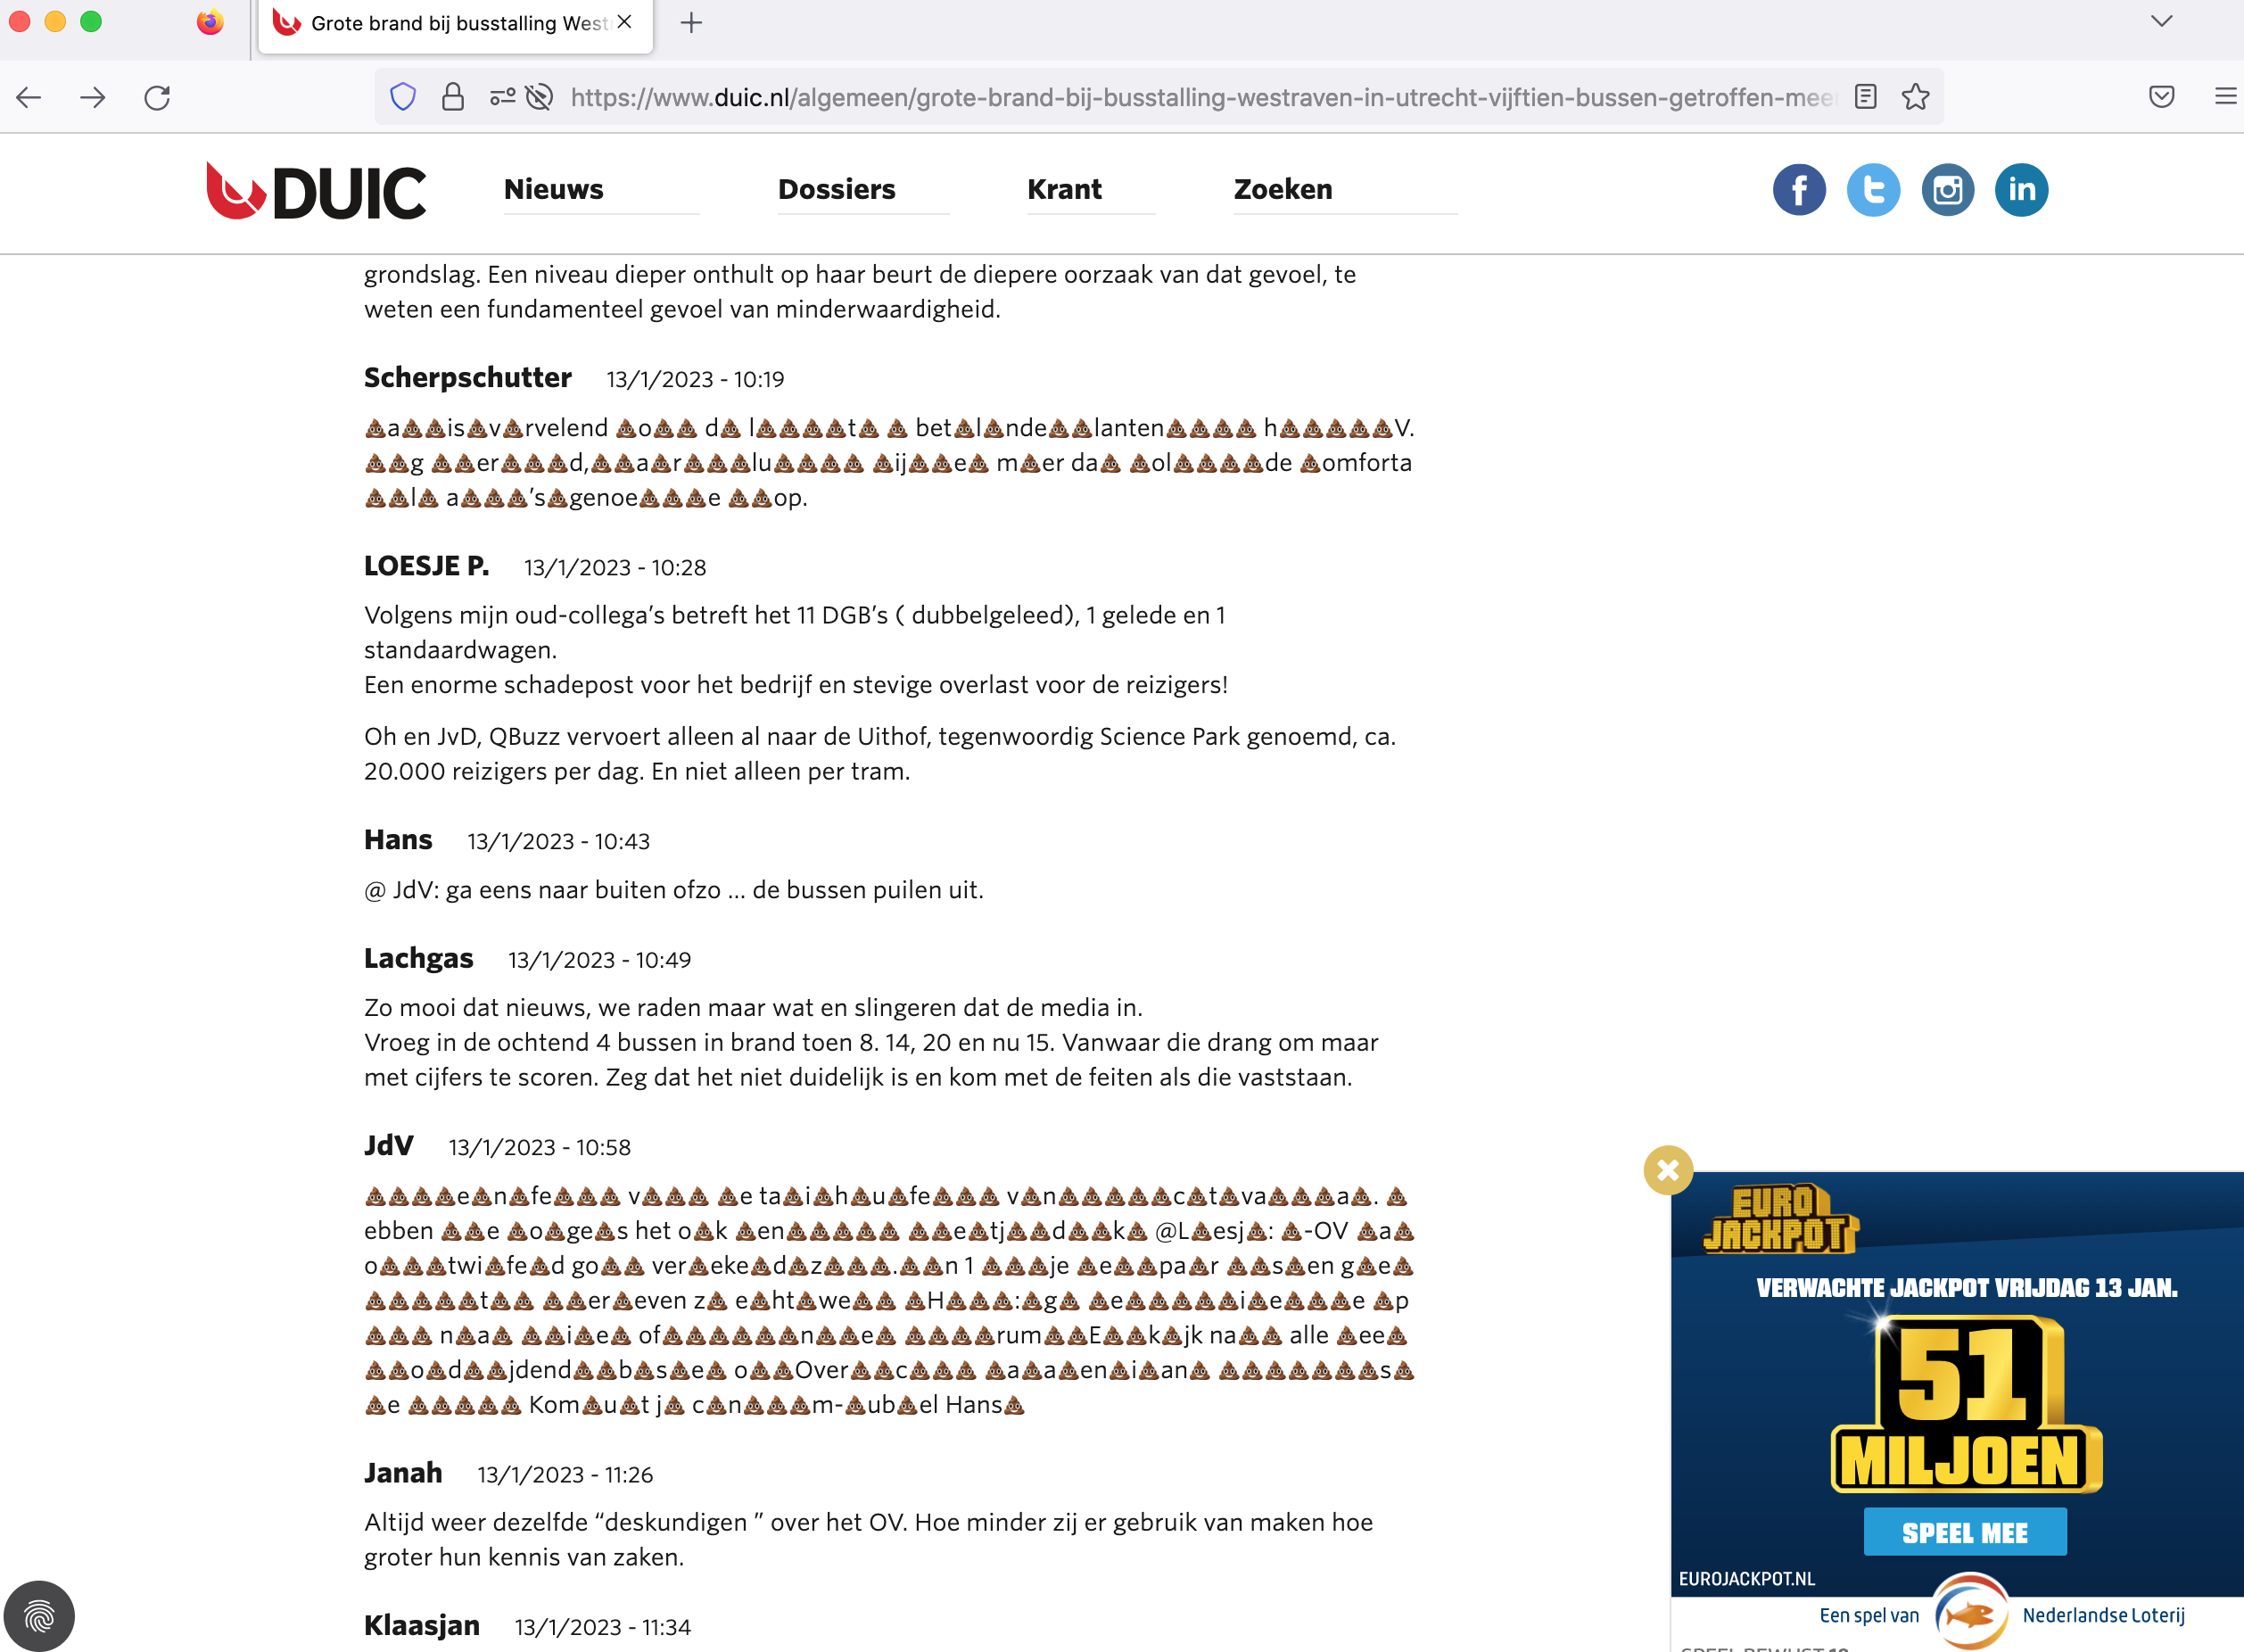 Grote brand bij busstalling West
https://www.duic.nl/algemeen/grote-brand-bij-busstalling-westraven-in-utrecht-vijftien-bussen-getroffen-mee
DUIC Nieuws Dossiers Krant Zoeken
grondslag. Een niveau dieper onthult op haar beurt de diepere oorzaak van dat gevoel, te
weten een fundamenteel gevoel van minderwaardigheid.
Scherpschutter 13/1/2023 - 10:19
💩a💩💩is💩v💩rvelend 💩o💩💩 d💩 l💩💩💩💩t💩 💩 bet💩l💩nde💩💩lanten💩💩💩💩 h💩💩💩💩💩V.
💩💩g 💩💩er💩💩💩d,💩💩a💩r💩💩💩lu💩💩💩💩 💩ij💩💩e💩 m💩er da💩 💩ol💩💩💩💩de 💩omforta
💩💩l💩 a💩💩💩’s💩genoe💩💩💩e 💩💩op.
LOESJE P. 13/1/2023 - 10:28
Volgens mijn oud-collega’s betreft het 11 DGB’s ( dubbelgeleed), 1 gelede en 1
standaardwagen.
Een enorme schadepost voor het bedrijf en stevige overlast voor de reizigers!
Oh en JvD, QBuzz vervoert alleen al naar de Uithof, tegenwoordig Science Park genoemd, ca.
20.000 reizigers per dag. En niet alleen per tram.
Hans 13/1/2023 - 10:43
@ JdV: ga eens naar buiten ofzo … de bussen puilen uit.
Lachgas 13/1/2023 - 10:49
Zo mooi dat nieuws, we raden maar wat en slingeren dat de media in.
Vroeg in de ochtend 4 bussen in brand toen 8. 14, 20 en nu 15. Vanwaar die drang om maar
met cijfers te scoren. Zeg dat het niet duidelijk is en kom met de feiten als die vaststaan.
JdV 13/1/2023 - 10:58
💩💩💩💩e💩n💩fe💩💩💩 v💩💩💩 💩e ta💩i💩h💩u💩fe💩💩💩 v💩n💩💩💩💩💩c💩t💩va💩💩💩a💩. 💩
ebben 💩💩e 💩o💩ge💩s het o💩k 💩en💩💩💩💩💩 💩💩e💩tj💩💩d💩💩k💩 @L💩esj💩: 💩-OV 💩a💩
o💩💩💩twi💩fe💩d go💩💩 ver💩eke💩d💩z💩💩💩.💩💩n 1 💩💩💩je 💩e💩💩pa💩r 💩💩s💩en g💩e💩
💩💩💩💩💩t💩💩 💩💩er💩even z💩 e💩ht💩we💩💩 💩H💩💩💩:💩g💩 💩e💩💩💩💩💩i💩e💩💩💩e 💩p
💩💩💩 n💩a💩 💩💩i💩e💩 of💩💩💩💩💩💩n💩💩e💩 💩💩💩💩rum💩💩E💩💩k💩jk na💩💩 alle 💩ee💩
💩💩o💩d💩💩jdend💩💩b💩s💩e💩 o💩💩Over💩💩c💩💩💩 💩a💩a💩en💩i💩an💩 💩💩💩💩💩💩💩s💩
💩e 💩💩💩💩💩 Kom💩u💩t j💩 c💩n💩💩💩m-💩ub💩el Hans💩
Janah 13/1/2023 - 11:26
Altijd weer dezelfde “deskundigen ” over het OV. Hoe minder zij er gebruik van maken hoe
groter hun kennis van zaken.
Klaasjan 13/1/2023 - 11:34
EURO
JACKPOT
VERWACHTE JACKPOT VRIJDAG 13 JAN.
51
MILJOEN
SPEEL MEE
EUROJACKPOT.NL
Een spel van Nederlandse Loterij